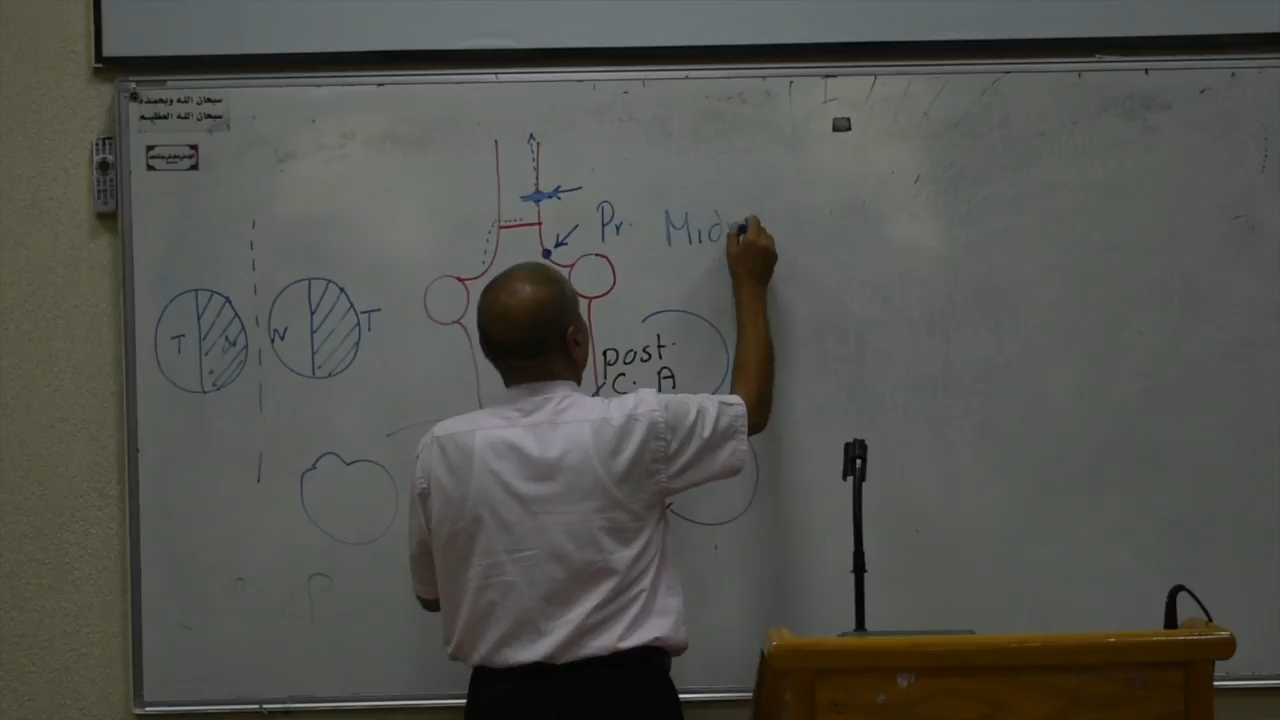 سبحان الله وبحمده
سبحان الله العظيم
Pr. Mid
T N N T
post.
C. A